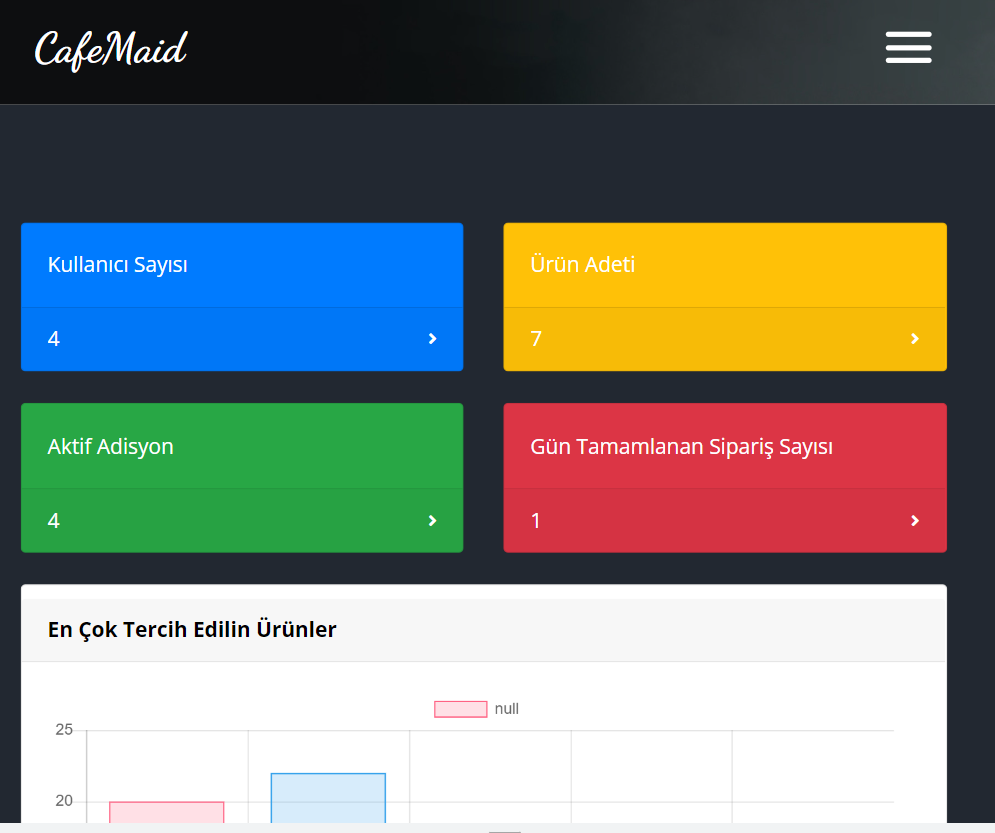 CafeMaid
Kullanıcı Sayısı
4
Ürün Adeti
7
Aktif Adisyon
4
Gün Tamamlanan Sipariş Sayısı
1
En Çok Tercih Edilin Ürünler
null
25
20